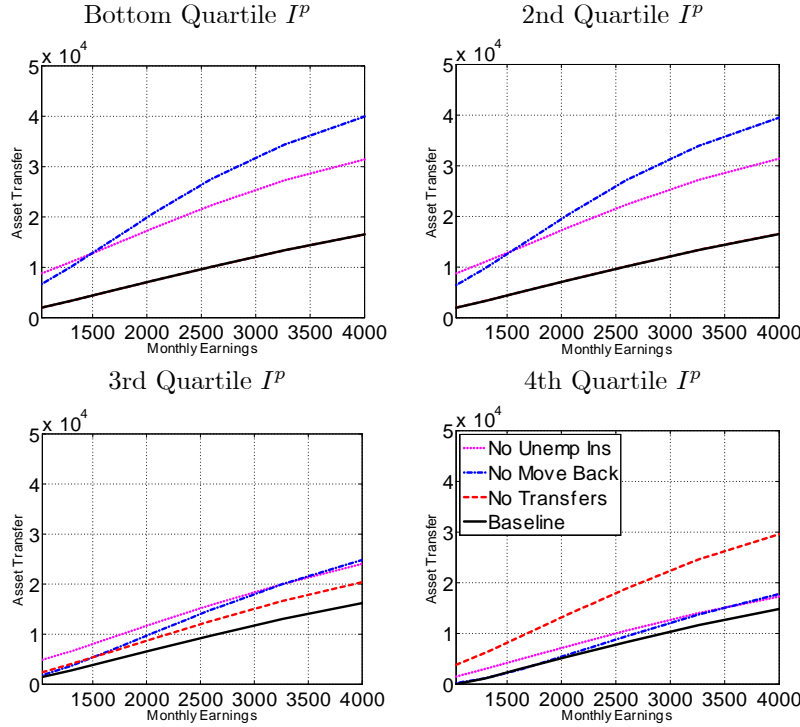 Bottom Quartile I^p
x 10^4
5
4
3
2
1
0
Asset Transfer
1500 2000 2500 3000 3500 4000
Monthly Earnings
2nd Quartile I^p
x 10^4
5
4
3
2
1
0
Asset Transfer
1500 2000 2500 3000 3500 4000
Monthly Earnings
3rd Quartile I^p
x 10^4
5
4
3
2
1
0
Asset Transfer
1500 2000 2500 3000 3500 4000
Monthly Earnings
4th Quartile I^p
x 10^4
5
4
3
2
1
0
Asset Transfer
No Unemp Ins
No Move Back
No Transfers
Baseline
1500 2000 2500 3000 3500 4000
Monthly Earnings